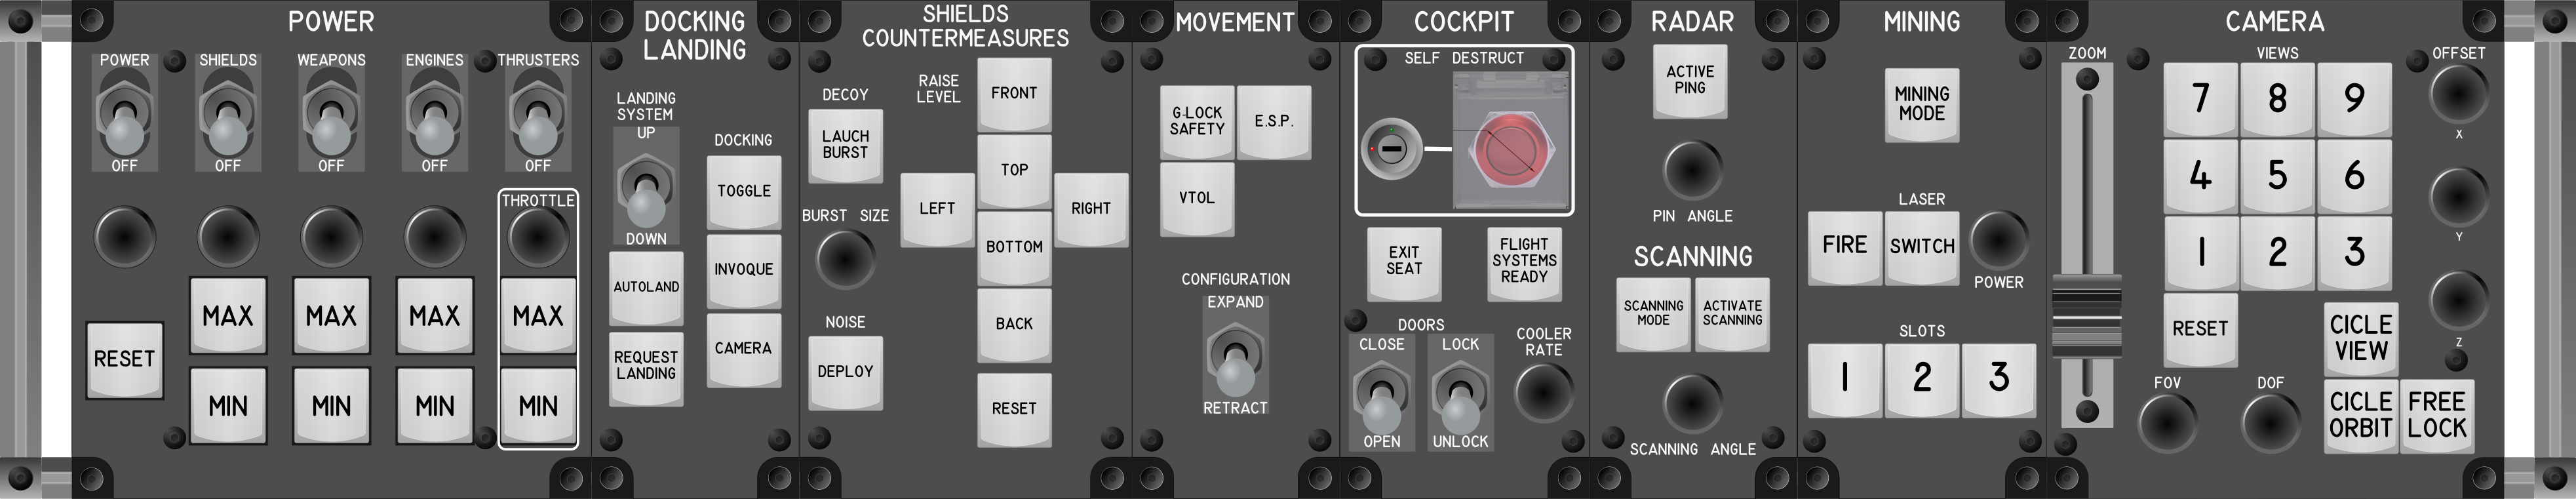 POWER
POWER
SHIELDS
WEAPONS
ENGINES
THRUSTERS
OFF
OFF
OFF
OFF
OFF
THROTTLE
MAX
MAX
MAX
MAX
RESET
MIN
MIN
MIN
MIN
DOCKING
LANDING
LANDING
SYSTEM
UP
DOWN
AUTOLAND
REQUEST
LANDING
DOCKING
TOGGLE
INVOQUE
CAMERA
SHIELDS
COUNTERMEASURES
DECOY
LAUCH
BURST
BURST SIZE
NOISE
DEPLOY
RAISE
LEVEL
FRONT
TOP
LEFT
RIGHT
BOTTOM
BACK
RESET
MOVEMENT
G-LOCK
SAFETY
E.S.P.
VTOL
CONFIGURATION
EXPAND
RETRACT
COCKPIT
SELF DESTRUCT
EXIT
SEAT
FLIGHT
SYSTEMS
READY
DOORS
CLOSE
LOCK
OPEN
UNLOCK
COOLER
RATE
RADAR
ACTIVE
PING
PIN ANGLE
SCANNING
SCANNING
MODE
ACTIVATE
SCANNING
SCANNING ANGLE
MINING
MINING
MODE
LASER
FIRE
SWITCH
POWER
SLOTS
1
2
3
CAMERA
ZOOM
VIEWS
7
8
9
4
5
6
1
2
3
RESET
CICLE
VIEW
FOV
DOF
CICLE
ORBIT
FREE
LOCK
OFFSET
X
Y
Z